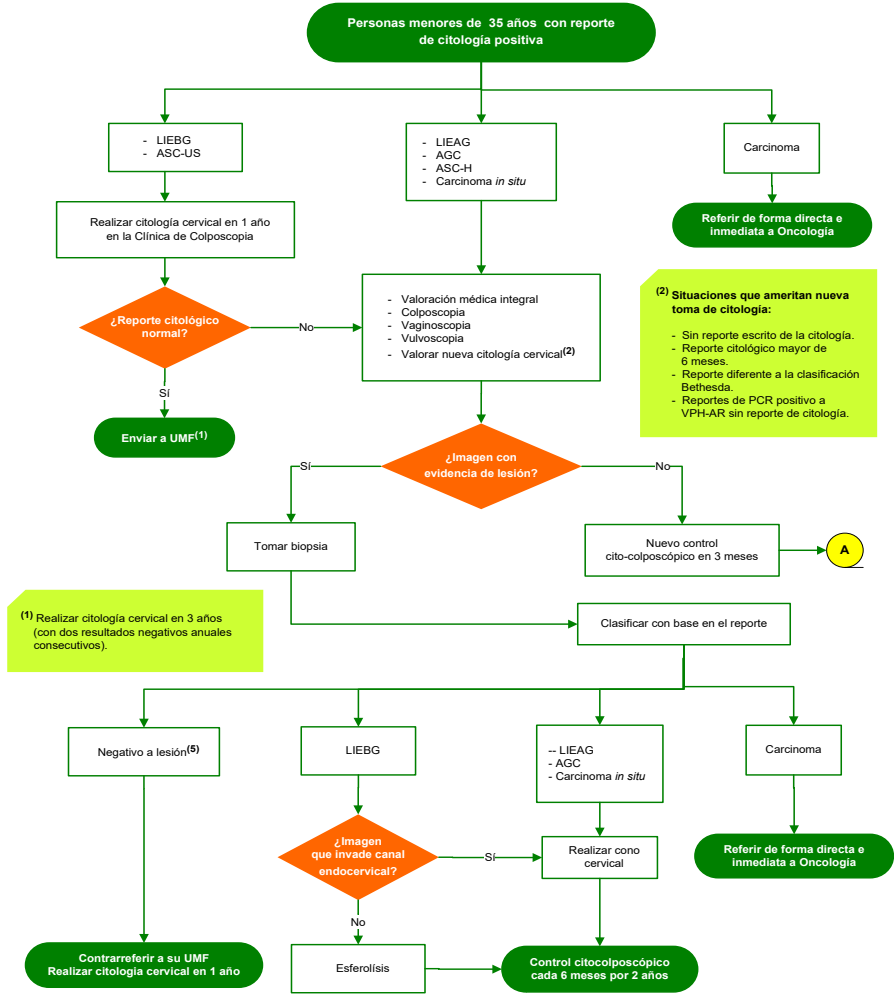 Personas menores de 35 años con reporte
de citología positiva
- LIEBG
- ASC-US
- LIEAG
- AGC
- ASC-H
- Carcinoma in situ
Carcinoma
Realizar citología cervical en 1 año
en la Clínica de Colposcopia
Referir de forma directa e
inmediata a Oncología
¿Reporte citológico
normal?
No
Sí
Enviar a UMF(1)
- Valoración médica integral
- Colposcopia
- Vaginoscopia
- Vulvoscopia
- Valorar nueva citología cervical(2)
(2) Situaciones que ameritan nueva
toma de citología:
- Sin reporte escrito de la citología.
- Reporte citológico mayor de
6 meses.
- Reporte diferente a la clasificación
Bethesda.
- Reportes de PCR positivo a
VPH-AR sin reporte de citología.
¿Imagen con
evidencia de lesión?
Sí
No
Tomar biopsia
Nuevo control
cito-colposcópico en 3 meses
A
(1) Realizar citología cervical en 3 años
(con dos resultados negativos anuales
consecutivos).
Clasificar con base en el reporte
Negativo a lesión(5)
LIEBG
-- LIEAG
- AGC
- Carcinoma in situ
Carcinoma
¿Imagen
que invade canal
endocervical?
Sí
No
Realizar cono
cervical
Referir de forma directa e
inmediata a Oncología
Contrarreferir a su UMF
Realizar citologia cervical en 1 año
Esferolísis
Control citocolposcópico
cada 6 meses por 2 años